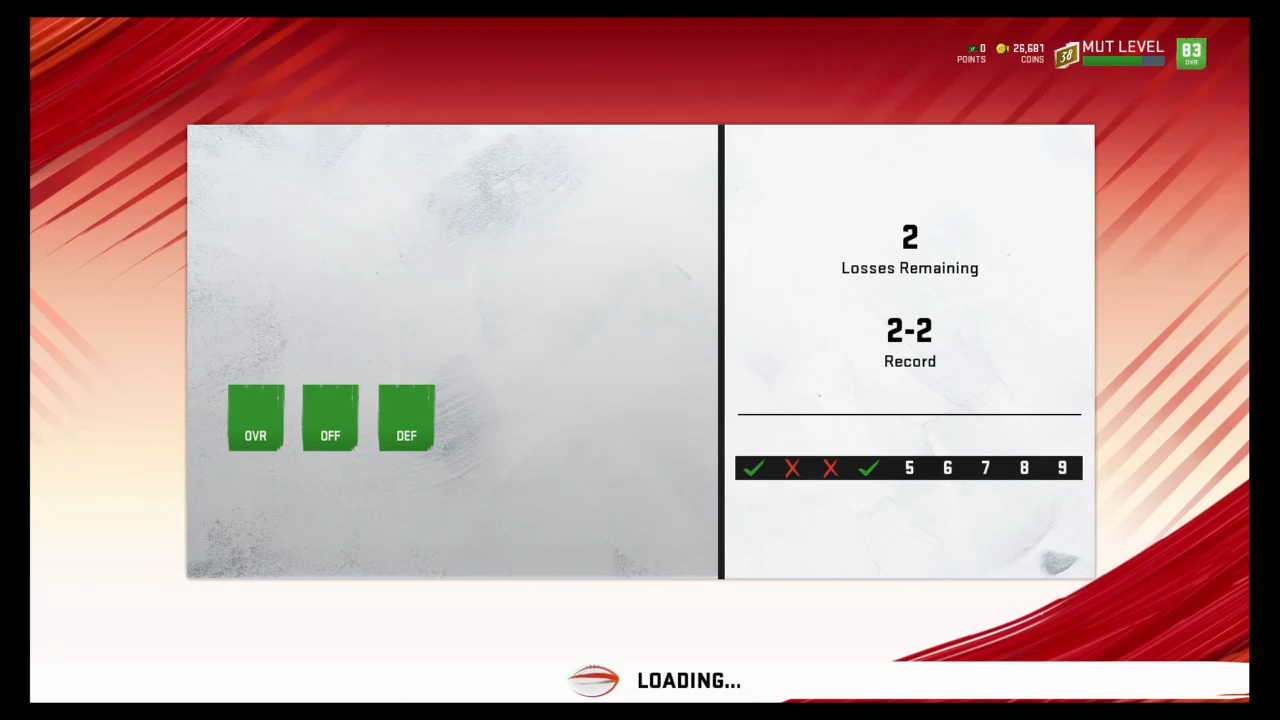 0 POINTS
26,681 COINS
38
MUT LEVEL
83 OVR
2
Losses Remaining
2-2
Record
OVR OFF DEF
5 6 7 8 9
LOADING...